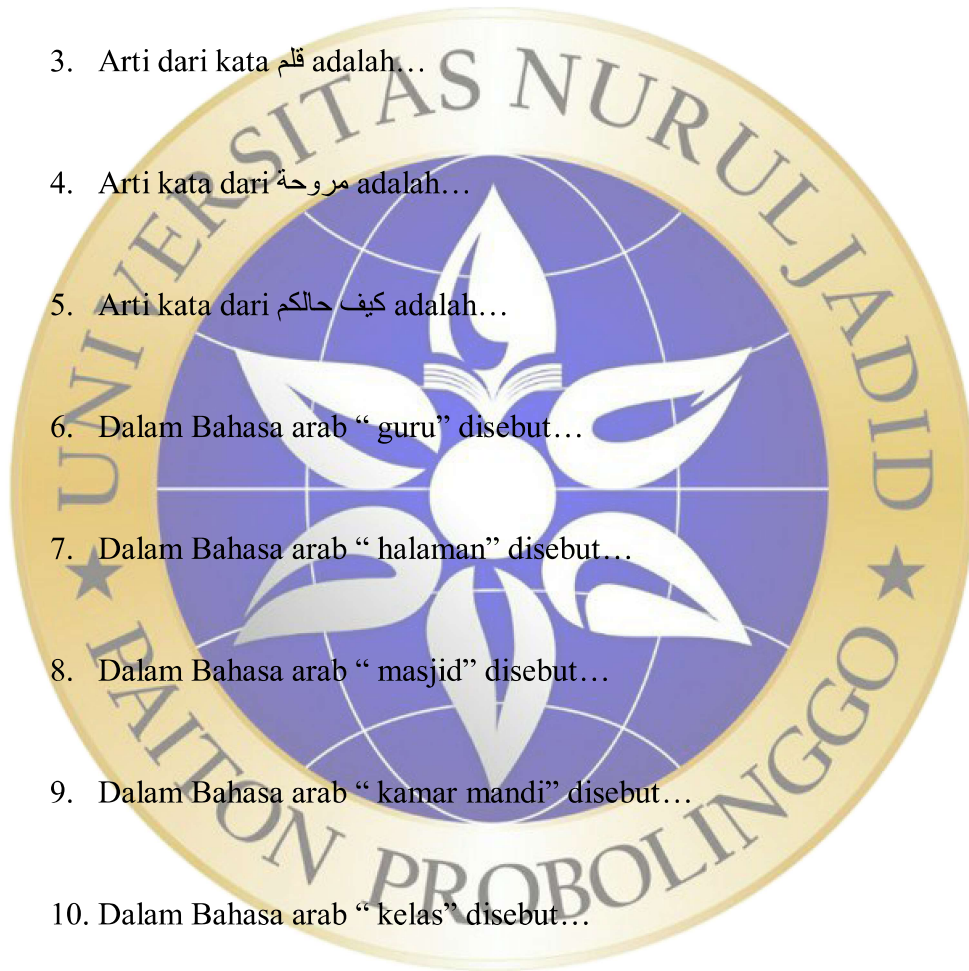 3. Arti dari kata قلم adalah…
4. Arti kata dari مروحة adalah…
5. Arti kata dari كيف حالكم adalah…
6. Dalam Bahasa arab “ guru” disebut…
7. Dalam Bahasa arab “ halaman” disebut…
8. Dalam Bahasa arab “ masjid” disebut…
9. Dalam Bahasa arab “ kamar mandi” disebut…
10. Dalam Bahasa arab “ kelas” disebut…
UNIVERSITAS NURUL JADID
PAITON PROBOLINGGO